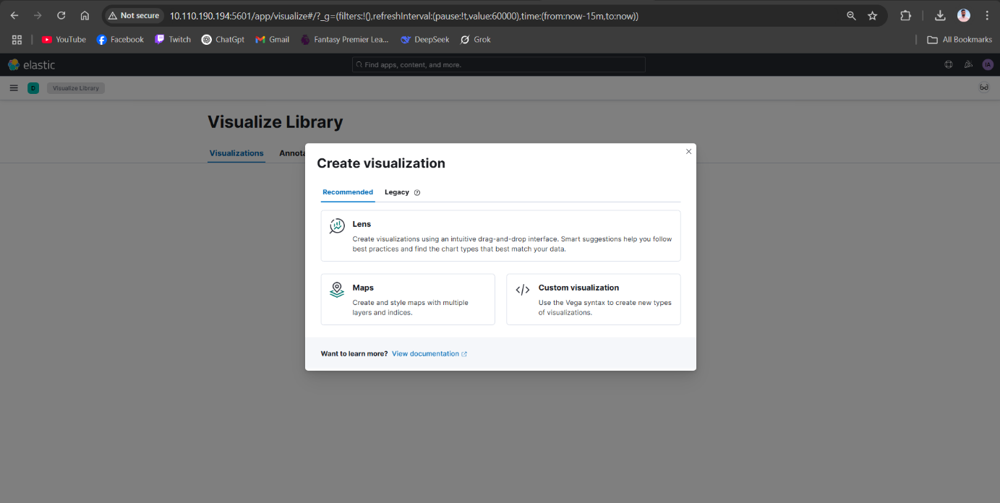 Not secure
10.110.190.194:5601/app/visualize#/?_g=(filters:!(),refreshInterval:(pause:!t,value:60000),time:(from:now-15m,to:now))
YouTube
Facebook
Twitch
ChatGpt
Gmail
Fantasy Premier Lea...
DeepSeek
Grok
All Bookmarks
elastic
Find apps, content, and more.
IA
D
Visualize Library
Visualize Library
Visualizations
Annota
Create visualization
Recommended
Legacy
Lens
Create visualizations using an intuitive drag-and-drop interface. Smart suggestions help you follow
best practices and find the chart types that best match your data.
Maps
Create and style maps with multiple
layers and indices.
Custom visualization
Use the Vega syntax to create new types
of visualizations.
Want to learn more? View documentation